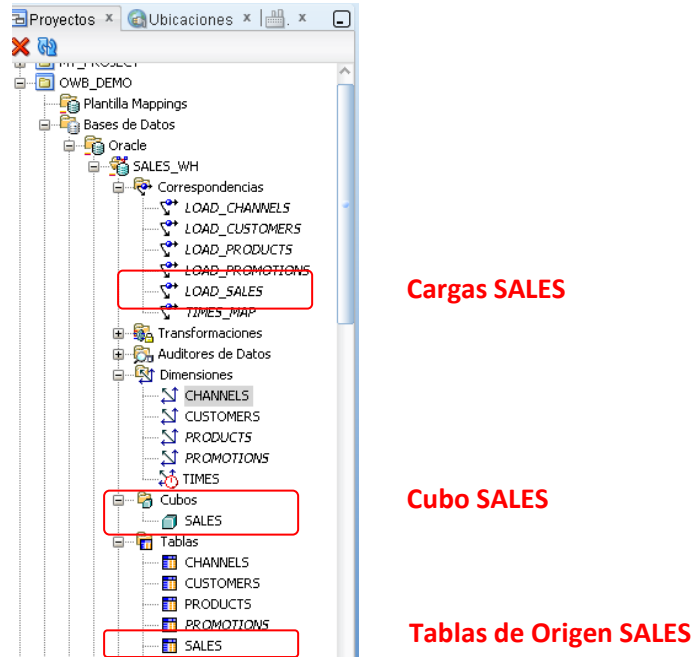 Proyectos x Ubicaciones x . x
MY_PROJECT
OWB_DEMO
Plantilla Mappings
Bases de Datos
Oracle
SALES_WH
Correspondencias
LOAD_CHANNELS
LOAD_CUSTOMERS
LOAD_PRODUCTS
LOAD_PROMOTIONS
LOAD_SALES
Cargas SALES
TIMES_MAP
Transformaciones
Auditores de Datos
Dimensiones
CHANNELS
CUSTOMERS
PRODUCTS
PROMOTIONS
TIMES
Cubos
Cubo SALES
SALES
Tablas
CHANNELS
CUSTOMERS
PRODUCTS
PROMOTIONS
SALES
Tablas de Origen SALES